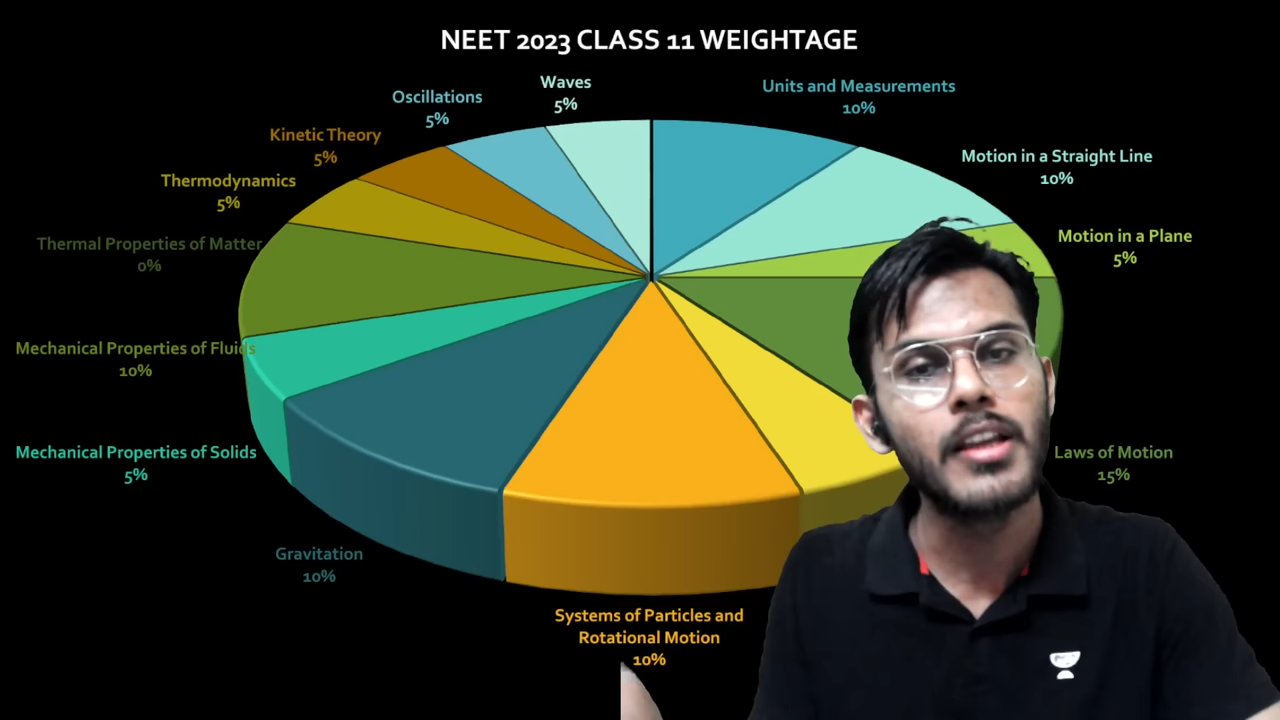 NEET 2023 CLASS 11 WEIGHTAGE
Waves
5%
Units and Measurements
10%
Oscillations
5%
Kinetic Theory
5%
Motion in a Straight Line
10%
Thermodynamics
5%
Motion in a Plane
5%
Thermal Properties of Matter
0%
Mechanical Properties of Fluids
10%
Mechanical Properties of Solids
5%
Laws of Motion
15%
Gravitation
10%
Systems of Particles and
Rotational Motion
10%